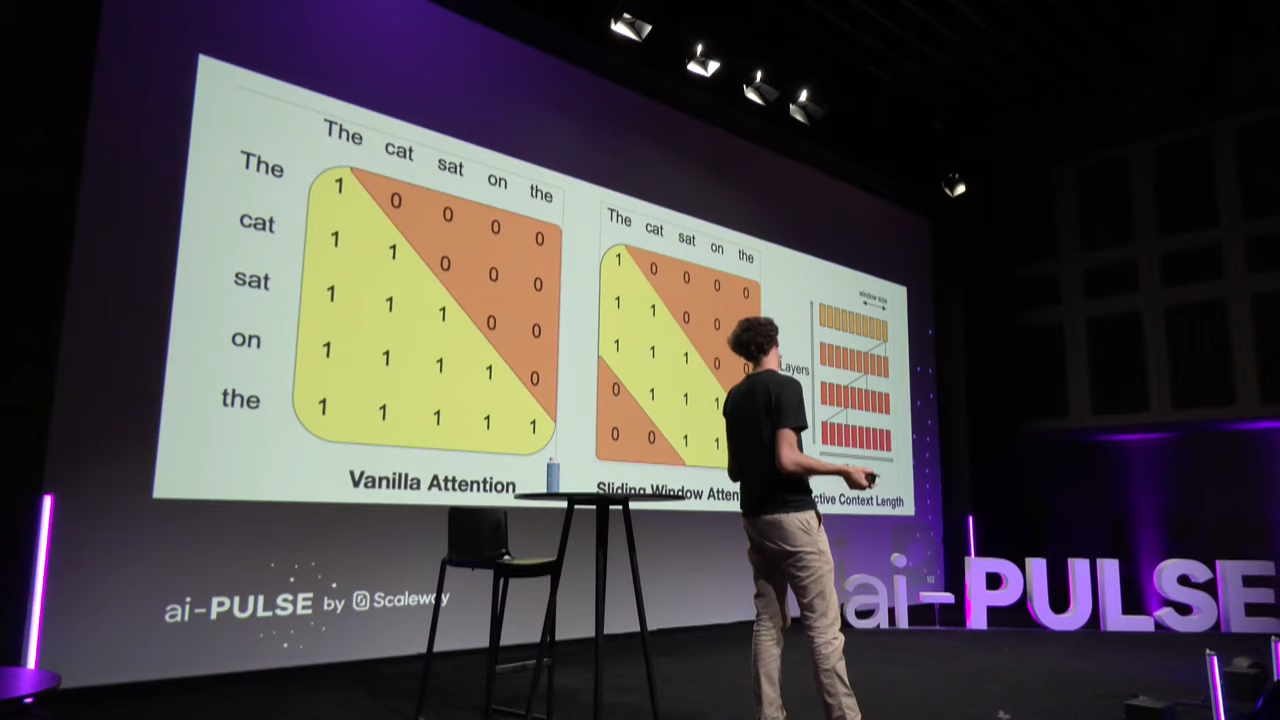 The cat sat on the
The 1 0 0 0 0
cat 1 1 0 0 0
sat 1 1 1 0 0
on 1 1 1 1 0
the 1 1 1 1 1
Vanilla Attention
The cat sat on the
1 0 0 0 0
1 1 0 0
1 1 1 0 0
0 1 1 1
0 0 1 1
Sliding Window Atten
window size
Layers
ctive Context Length
ai-PULSE by Scaleway
ai-PULSE